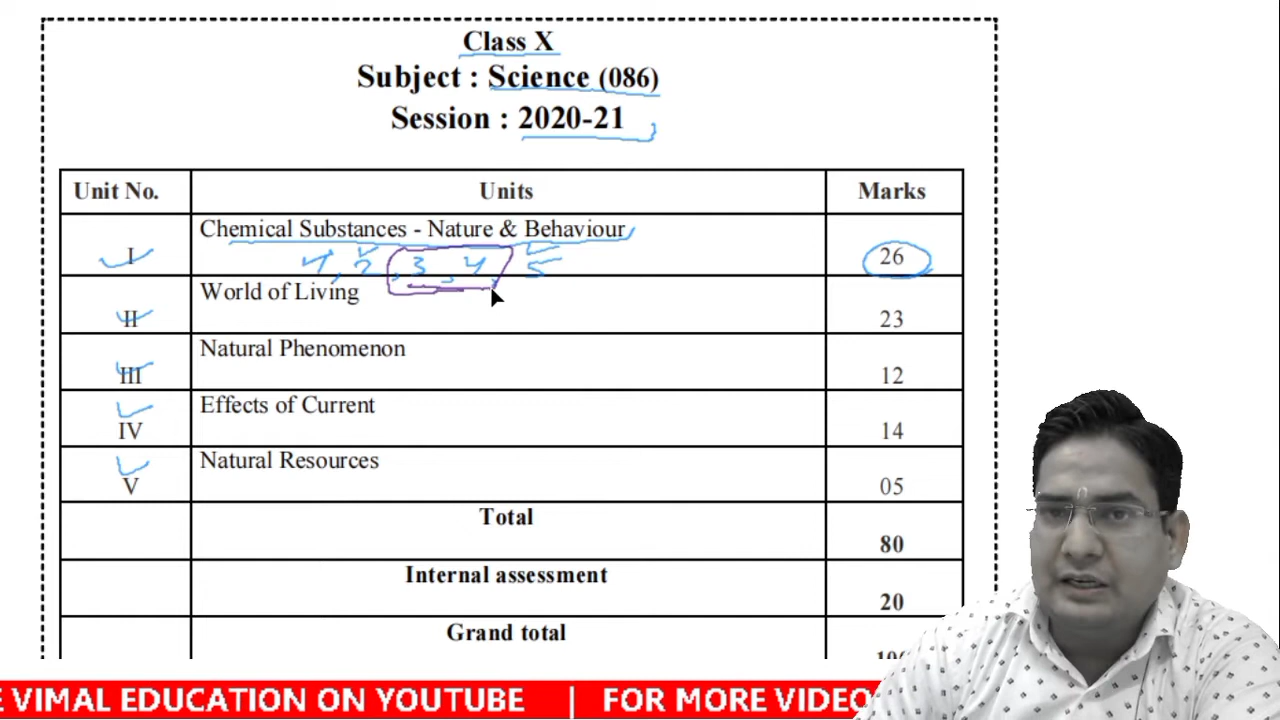 Class X
Subject : Science (086)
Session : 2020-21
Unit No. Units Marks
Chemical Substances - Nature & Behaviour
I 26
1, 2, 3, 4, 5
World of Living
II 23
Natural Phenomenon
III 12
Effects of Current
IV 14
Natural Resources
V 05
Total
80
Internal assessment
20
Grand total
VIMAL EDUCATION ON YOUTUBE | FOR MORE